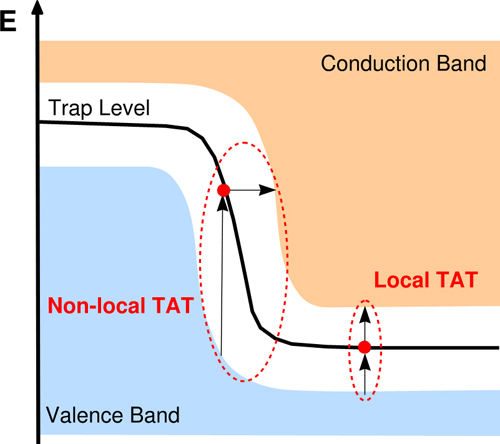 E
Conduction Band
Trap Level
Local TAT
Non-local TAT
Valence Band